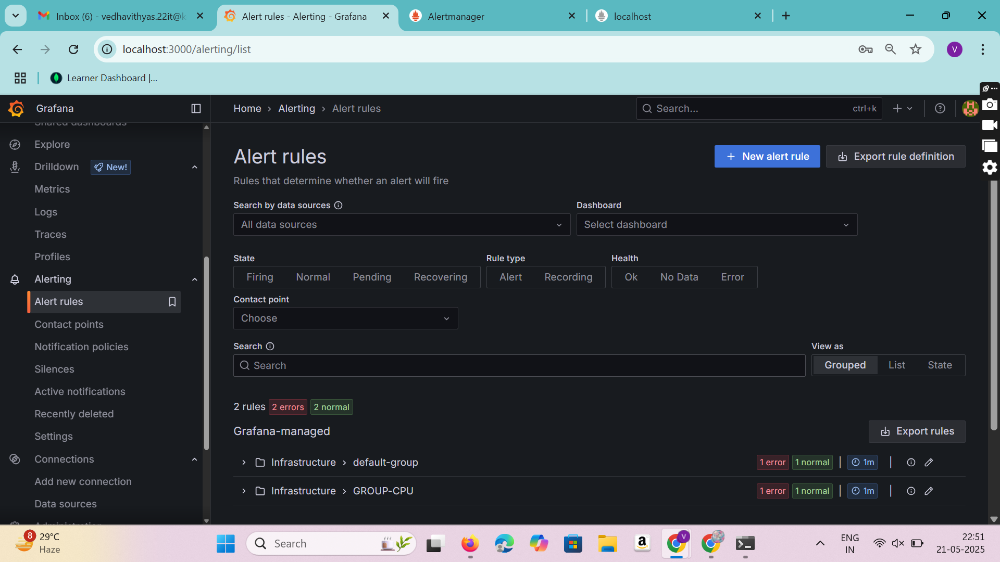 Inbox (6) - vedhavithyas.22it@k
Alert rules - Alerting - Grafana
Alertmanager
localhost
localhost:3000/alerting/list
V
Learner Dashboard |...
Grafana
Home › Alerting › Alert rules
Search...
ctrl+k
Shared dashboards
Explore
Drilldown
New!
Metrics
Logs
Traces
Profiles
Alerting
Alert rules
Contact points
Notification policies
Silences
Active notifications
Recently deleted
Settings
Connections
Add new connection
Data sources
Administration
Alert rules
New alert rule
Export rule definition
Rules that determine whether an alert will fire
Search by data sources
Dashboard
All data sources
Select dashboard
State
Rule type
Health
Firing
Normal
Pending
Recovering
Alert
Recording
Ok
No Data
Error
Contact point
Choose
Search
View as
Search
Grouped
List
State
2 rules 2 errors 2 normal
Grafana-managed
Export rules
Infrastructure › default-group
1 error 1 normal 1m
Infrastructure › GROUP-CPU
1 error 1 normal 1m
8
29°C
Haze
Search
V
ENG
IN
22:51
21-05-2025